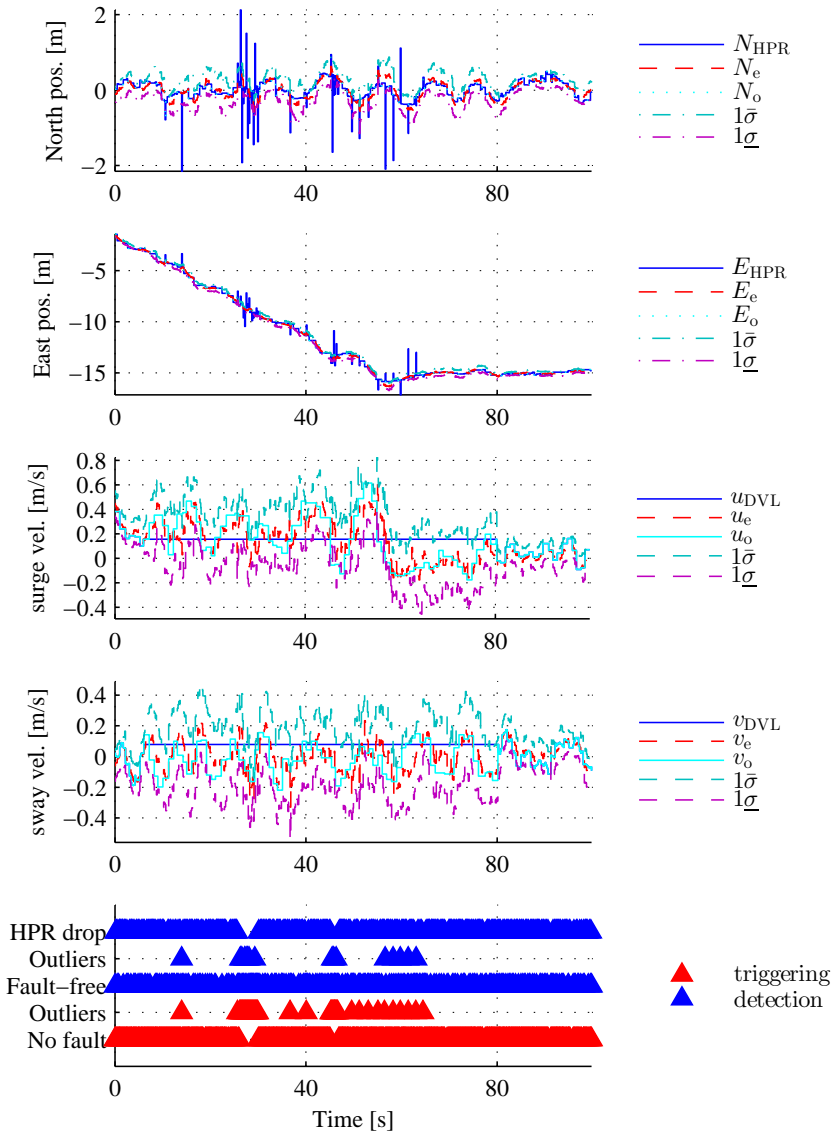 2
0
−2
North pos. [m]
0 40 80
N_HPR
N_e
N_o
1σ̄
1σ̲
−5
−10
−15
East pos. [m]
0 40 80
E_HPR
E_e
E_o
1σ̄
1σ̲
0.8
0.6
0.4
0.2
0
−0.2
−0.4
surge vel. [m/s]
0 40 80
u_DVL
u_e
u_o
1σ̄
1σ̲
0.4
0.2
0
−0.2
−0.4
sway vel. [m/s]
0 40 80
v_DVL
v_e
v_o
1σ̄
1σ̲
HPR drop
Outliers
Fault−free
Outliers
No fault
0 40 80
Time [s]
triggering
detection